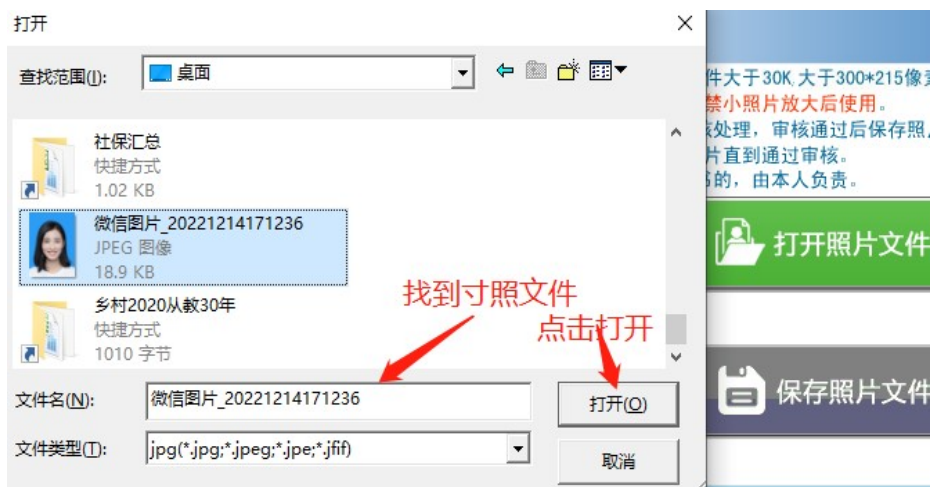 打开
查找范围(I):
桌面
社保汇总
快捷方式
1.02 KB
微信图片_20221214171236
JPEG 图像
18.9 KB
乡村2020从教30年
快捷方式
1010 字节
找到寸照文件
点击打开
文件名(N):
微信图片_20221214171236
打开(O)
文件类型(T):
jpg(*.jpg;*.jpeg;*.jpe;*.jfif)
取消
件大于30K,大于300*215像素
禁小照片放大后使用。
处理，审核通过后保存照
片直到通过审核。
的，由本人负责。
打开照片文件
保存照片文件